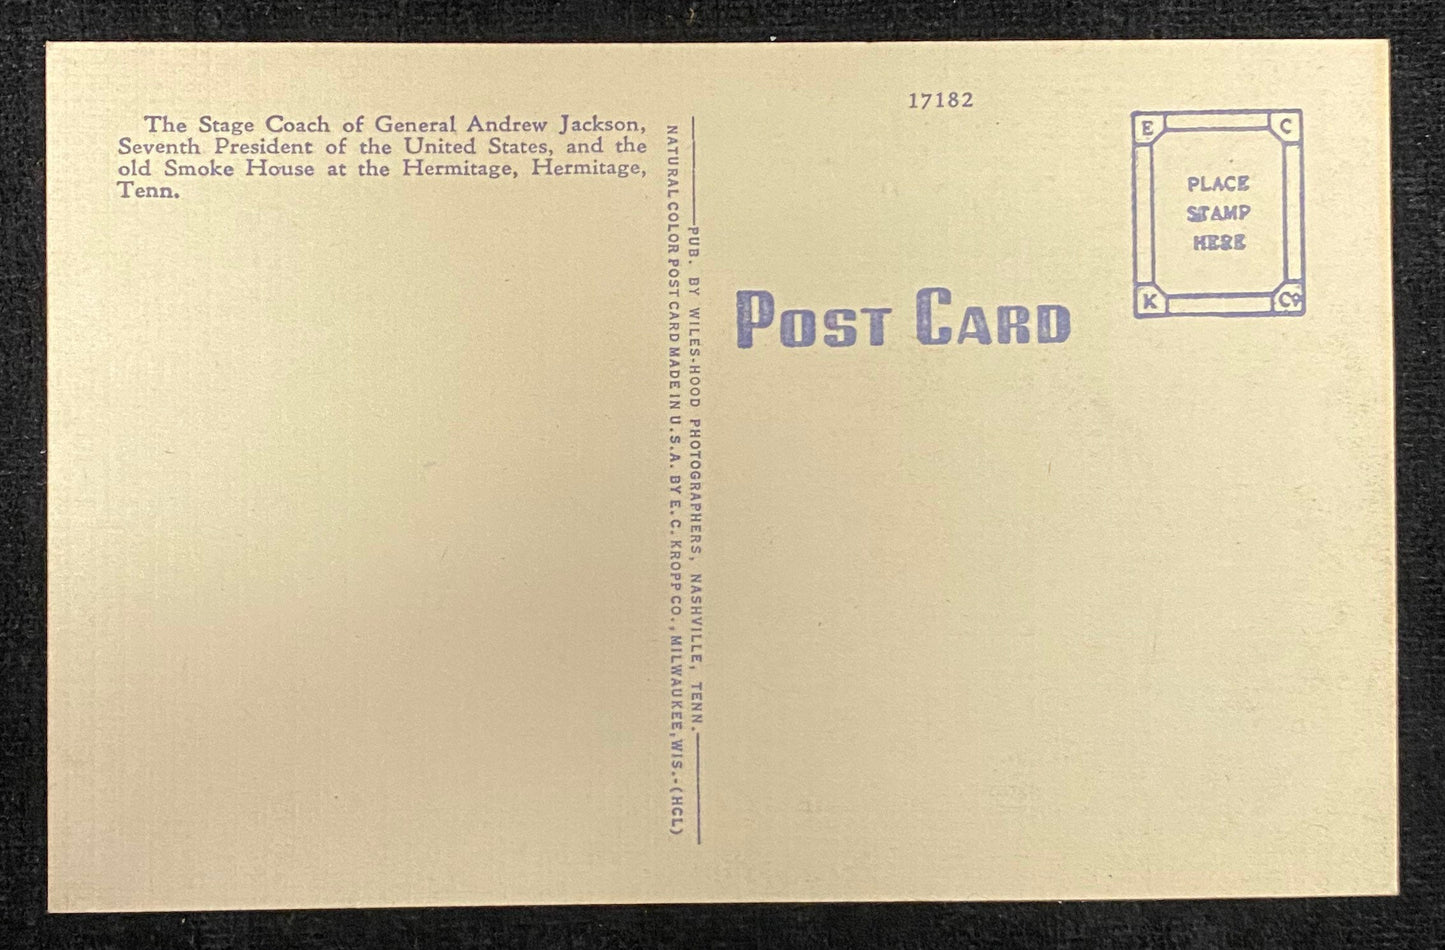 The Stage Coach of General Andrew Jackson,
Seventh President of the United States, and the
old Smoke House at the Hermitage, Hermitage,
Tenn.
PUB. BY WILES-HOOD PHOTOGRAPHERS, NASHVILLE, TENN.
NATURAL COLOR POST CARD MADE IN U.S.A. BY E. C. KROPP CO., MILWAUKEE, WIS.-(HCL)
17182
POST CARD
E C
PLACE
STAMP
HERE
K Co